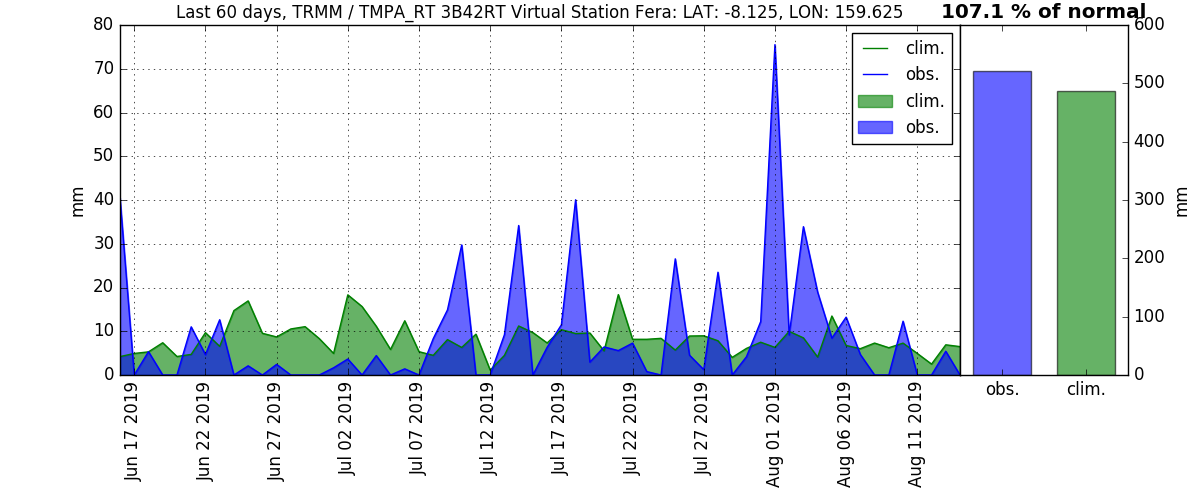 Last 60 days, TRMM / TMPA_RT 3B42RT Virtual Station Fera: LAT: -8.125, LON: 159.625
107.1 % of normal
mm
80
70
60
50
40
30
20
10
0
clim.
obs.
clim.
obs.
600
500
400
300
200
100
0
mm
Jun 17 2019
Jun 22 2019
Jun 27 2019
Jul 02 2019
Jul 07 2019
Jul 12 2019
Jul 17 2019
Jul 22 2019
Jul 27 2019
Aug 01 2019
Aug 06 2019
Aug 11 2019
obs.
clim.